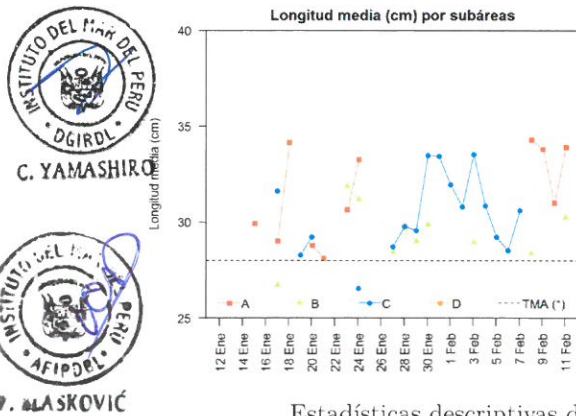 Longitud media (cm) por subáreas
INSTITUTO DEL MAR DEL PERU
DGIRDL
C. YAMASHIRO
INSTITUTO DEL MAR DEL PERU
AFIPDBL
BLASKOVIĆ
Longitud media (cm)
40
35
30
25
A B C D TMA (*)
12 Ene
14 Ene
16 Ene
18 Ene
20 Ene
22 Ene
24 Ene
26 Ene
28 Ene
30 Ene
1 Feb
3 Feb
5 Feb
7 Feb
9 Feb
11 Feb
Estadísticas descriptivas d